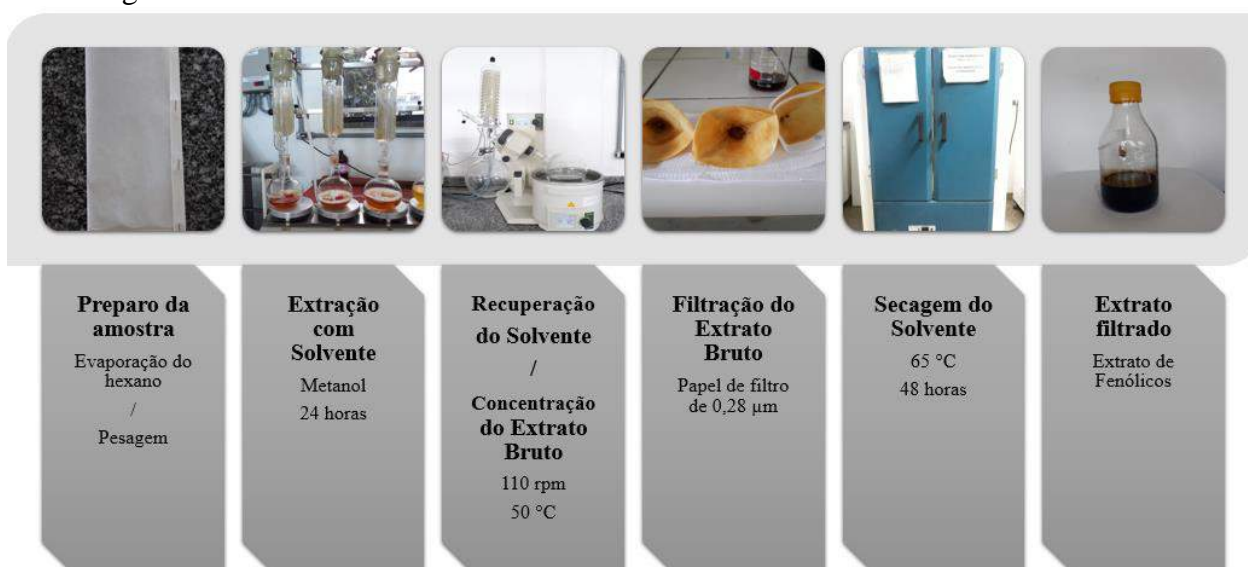 Preparo da
amostra
Evaporação do
hexano
/
Pesagem
Extração
com
Solvente
Metanol
24 horas
Recuperação
do Solvente
/
Concentração
do Extrato
Bruto
110 rpm
50 °C
Filtração do
Extrato
Bruto
Papel de filtro
de 0,28 µm
Secagem do
Solvente
65 °C
48 horas
Extrato
filtrado
Extrato de
Fenólicos